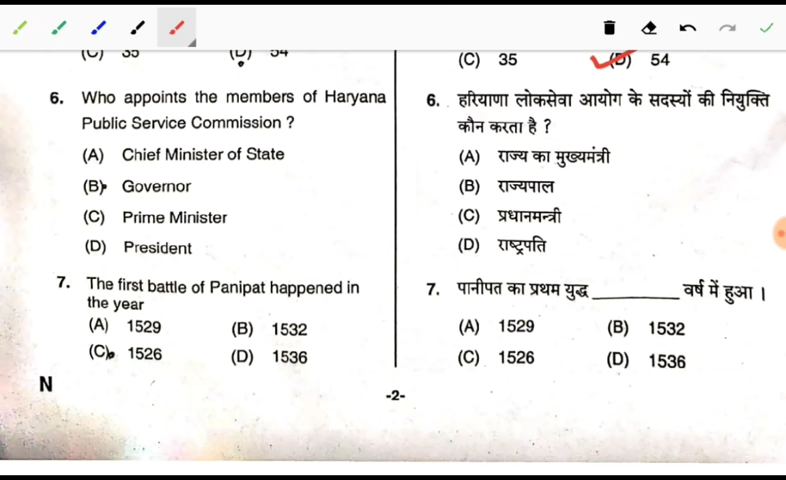 (C) 35 (D) 54
6. Who appoints the members of Haryana
Public Service Commission ?
(A) Chief Minister of State
(B) Governor
(C) Prime Minister
(D) President
7. The first battle of Panipat happened in
the year
(A) 1529 (B) 1532
(C) 1526 (D) 1536
N
(C) 35 (D) 54
6. हरियाणा लोकसेवा आयोग के सदस्यों की नियुक्ति
कौन करता है ?
(A) राज्य का मुख्यमंत्री
(B) राज्यपाल
(C) प्रधानमन्त्री
(D) राष्ट्रपति
7. पानीपत का प्रथम युद्ध ________ वर्ष में हुआ ।
(A) 1529 (B) 1532
(C) 1526 (D) 1536
-2-